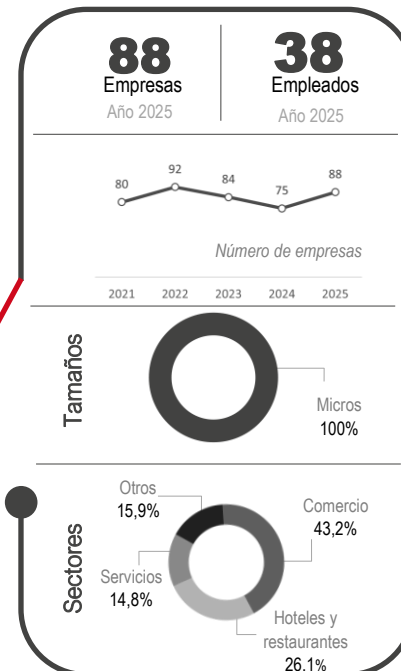 88
Empresas
Año 2025
38
Empleados
Año 2025
80
92
84
75
88
Número de empresas
2021 2022 2023 2024 2025
Tamaños
Micros
100%
Sectores
Otros
15,9%
Comercio
43,2%
Servicios
14,8%
Hoteles y
restaurantes
26,1%